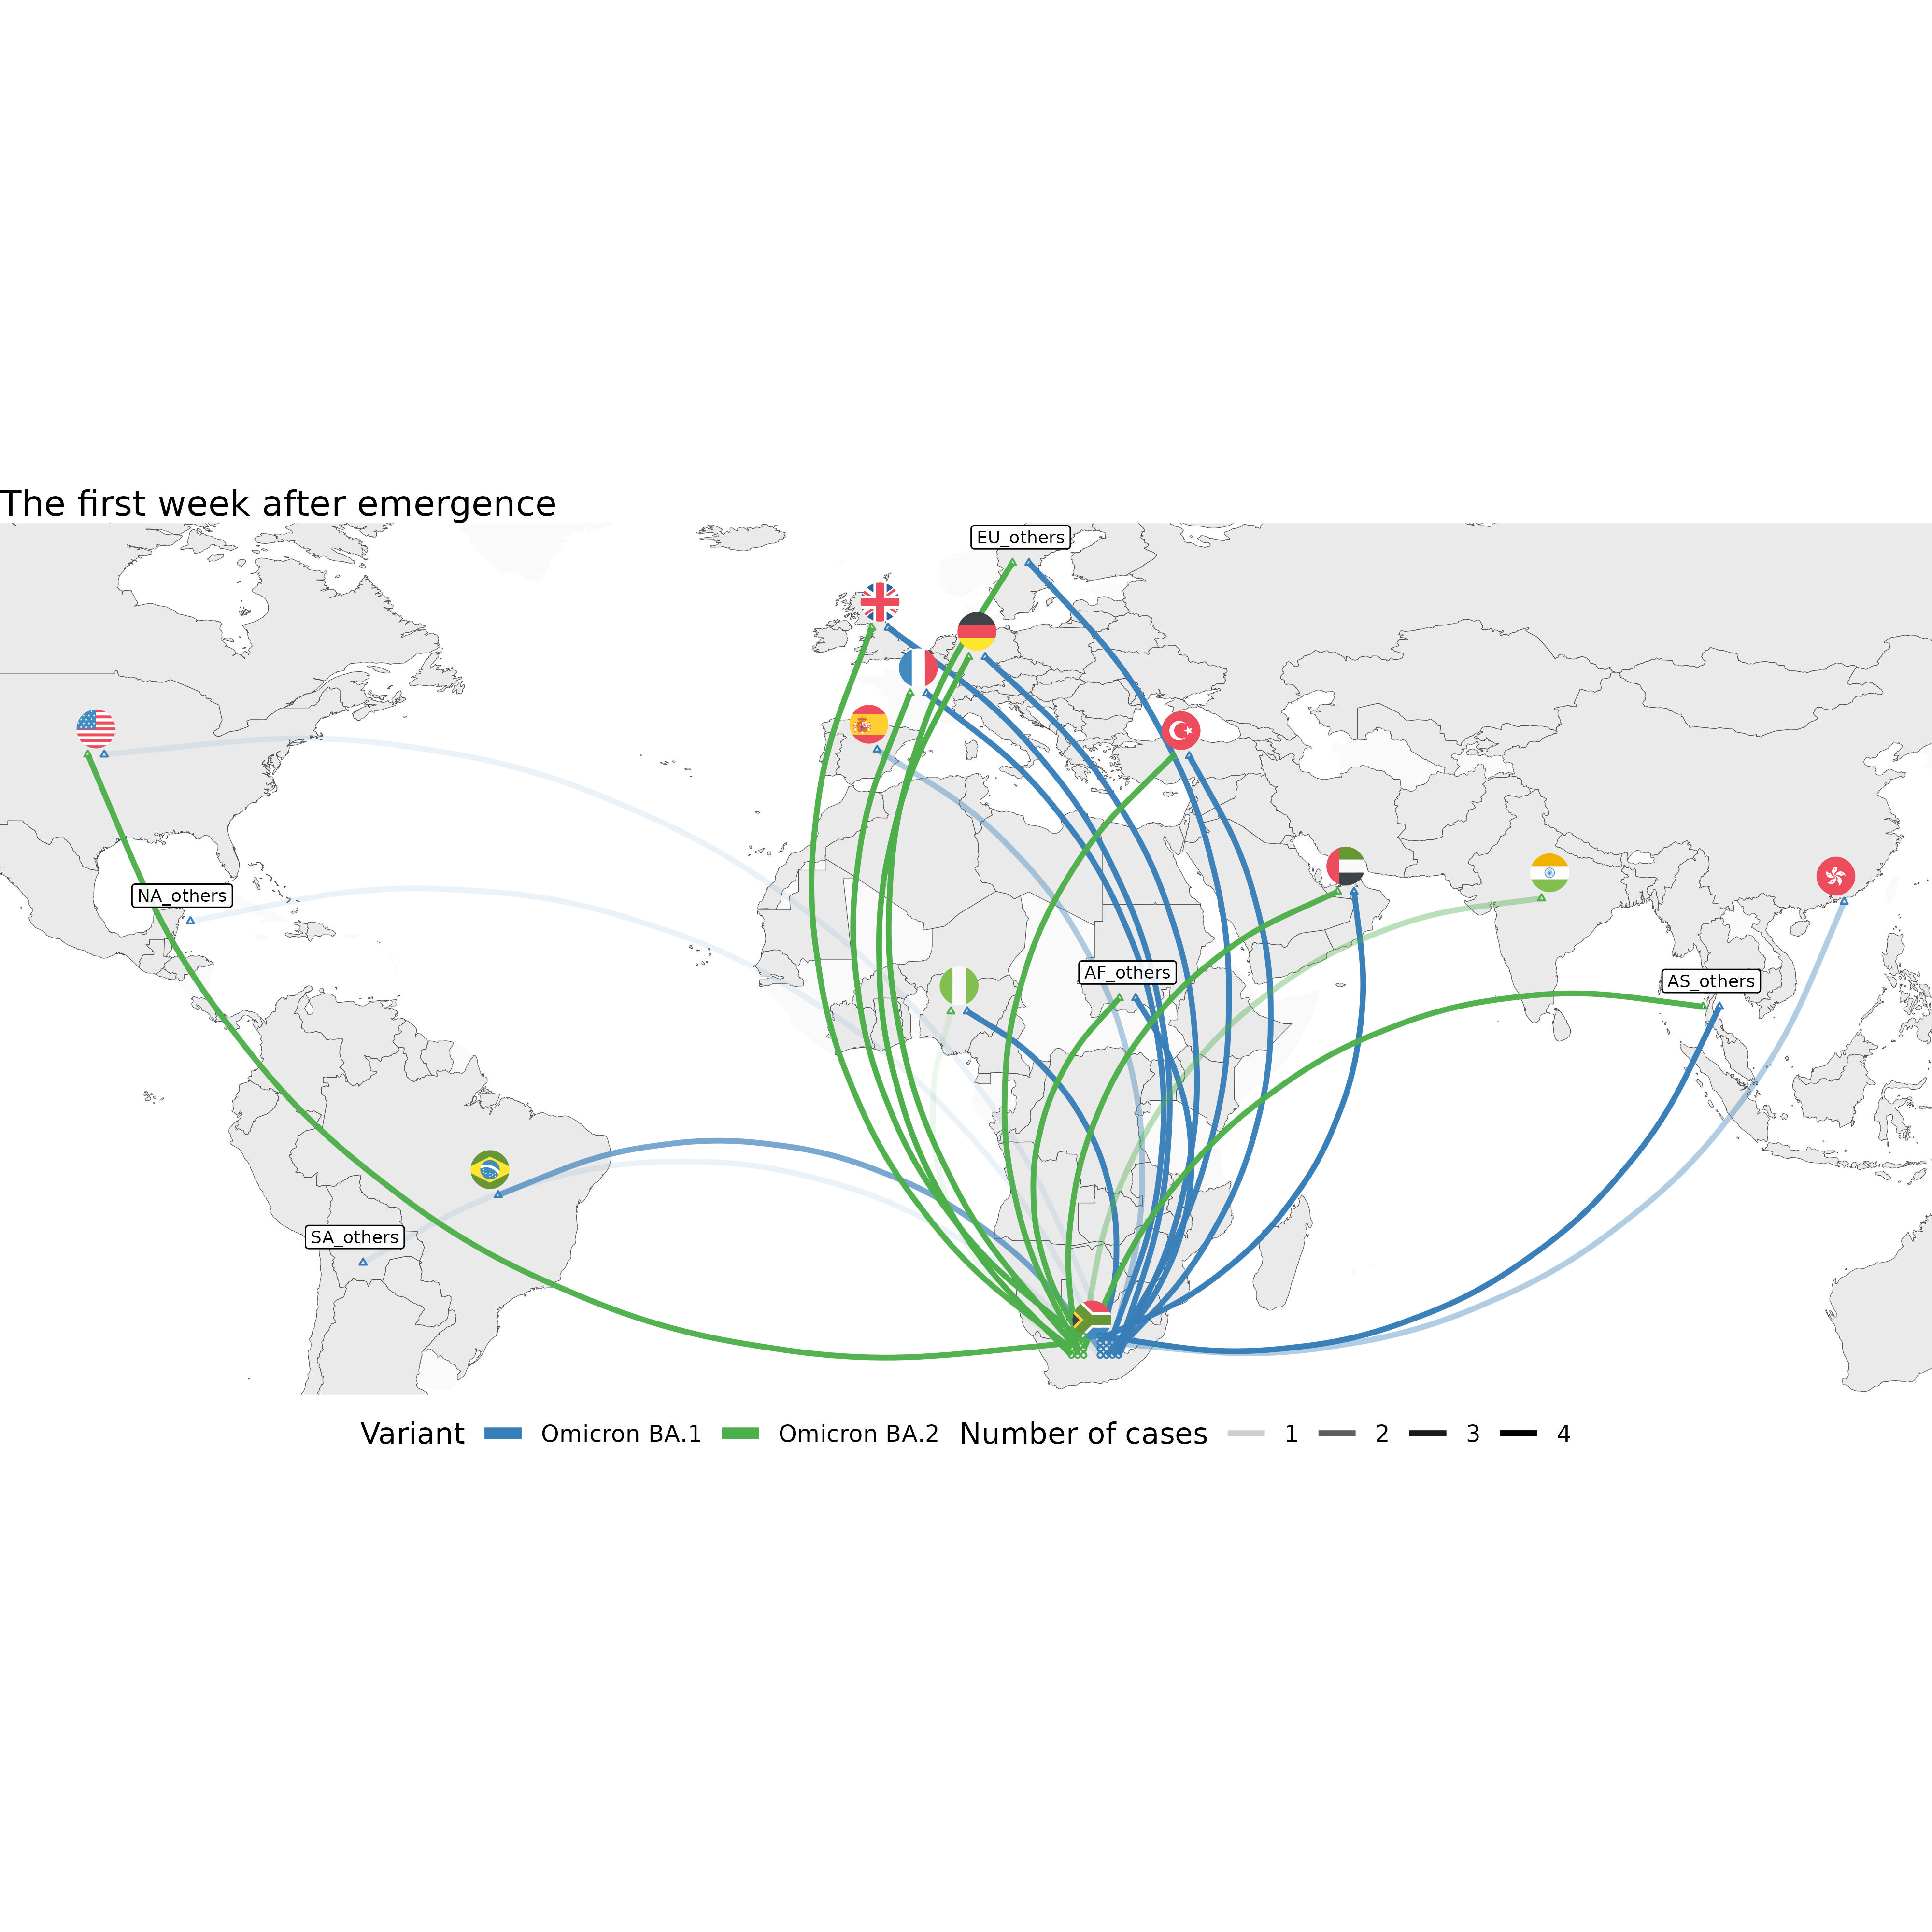 The first week after emergence
EU_others
NA_others
AF_others
AS_others
SA_others
Variant Omicron BA.1 Omicron BA.2 Number of cases 1 2 3 4